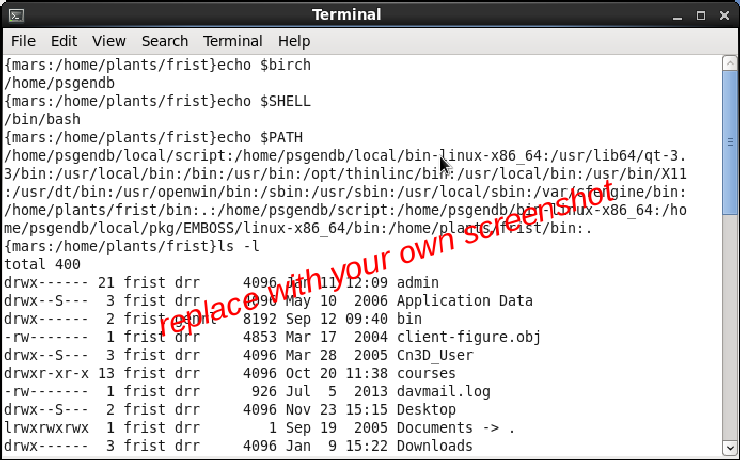 Terminal
File Edit View Search Terminal Help
{mars:/home/plants/frist}echo $birch
/home/psgendb
{mars:/home/plants/frist}echo $SHELL
/bin/bash
{mars:/home/plants/frist}echo $PATH
/home/psgendb/local/script:/home/psgendb/local/bin-linux-x86_64:/usr/lib64/qt-3.
3/bin:/usr/local/bin:/usr/bin:/bin:/opt/thinlinc/bin:/usr/local/bin:/usr/bin/X11
:/usr/dt/bin:/usr/openwin/bin:/sbin:/usr/sbin:/usr/local/sbin:/var/cfengine/bin:
/home/plants/frist/bin:.:/home/psgendb/script:/home/psgendb/bin-linux-x86_64:/ho
me/psgendb/local/pkg/EMBOSS/linux-x86_64/bin:/home/plants/frist/bin:.
{mars:/home/plants/frist}ls -l
total 400
drwx------ 21 frist drr 4096 Jan 11 12:09 admin
drwx--S--- 3 frist drr 4096 May 10 2006 Application Data
drwx------ 2 frist 8192 Sep 12 09:40 bin
-rw------- 1 frist drr 4853 Mar 17 2004 client-figure.obj
drwx--S--- 3 frist drr 4096 Mar 28 2005 Cn3D_User
drwxr-xr-x 13 frist drr 4096 Oct 20 11:38 courses
-rw------- 1 frist drr 926 Jul 5 2013 davmail.log
drwx--S--- 2 frist drr 4096 Nov 23 15:15 Desktop
lrwxrwxrwx 1 frist drr 1 Sep 19 2005 Documents -> .
drwx------ 3 frist drr 4096 Jan 9 15:22 Downloads
replace with your own screenshot